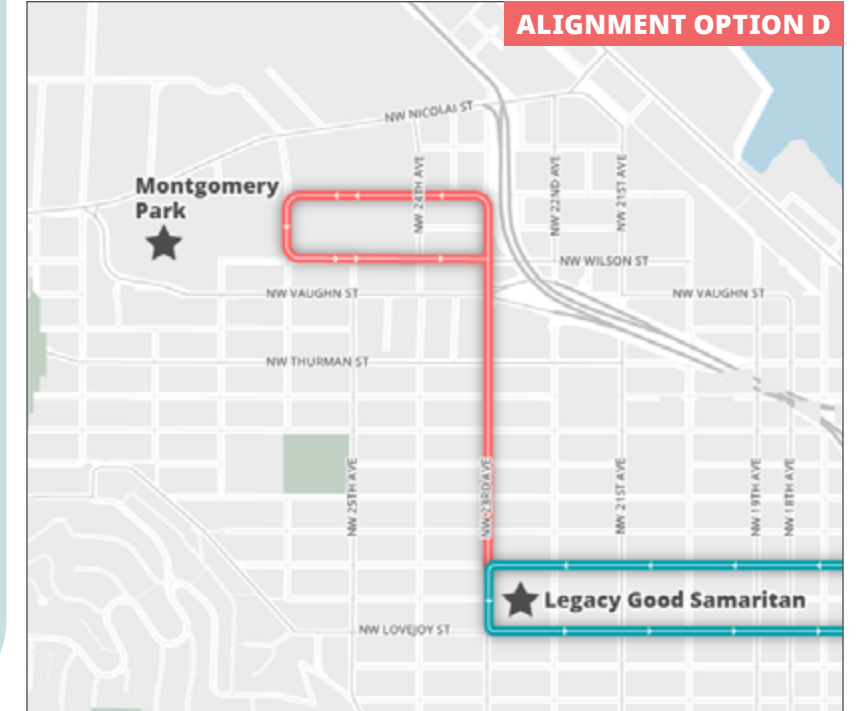 ALIGNMENT OPTION D
NW NICOLAI ST
NW 24TH AVE
NW 22ND AVE
NW 21ST AVE
Montgomery
Park
NW WILSON ST
NW VAUGHN ST
NW VAUGHN ST
NW THURMAN ST
NW 25TH AVE
NW 23RD AVE
NW 21ST AVE
NW 19TH AVE
NW 18TH AVE
Legacy Good Samaritan
NW LOVEJOY ST